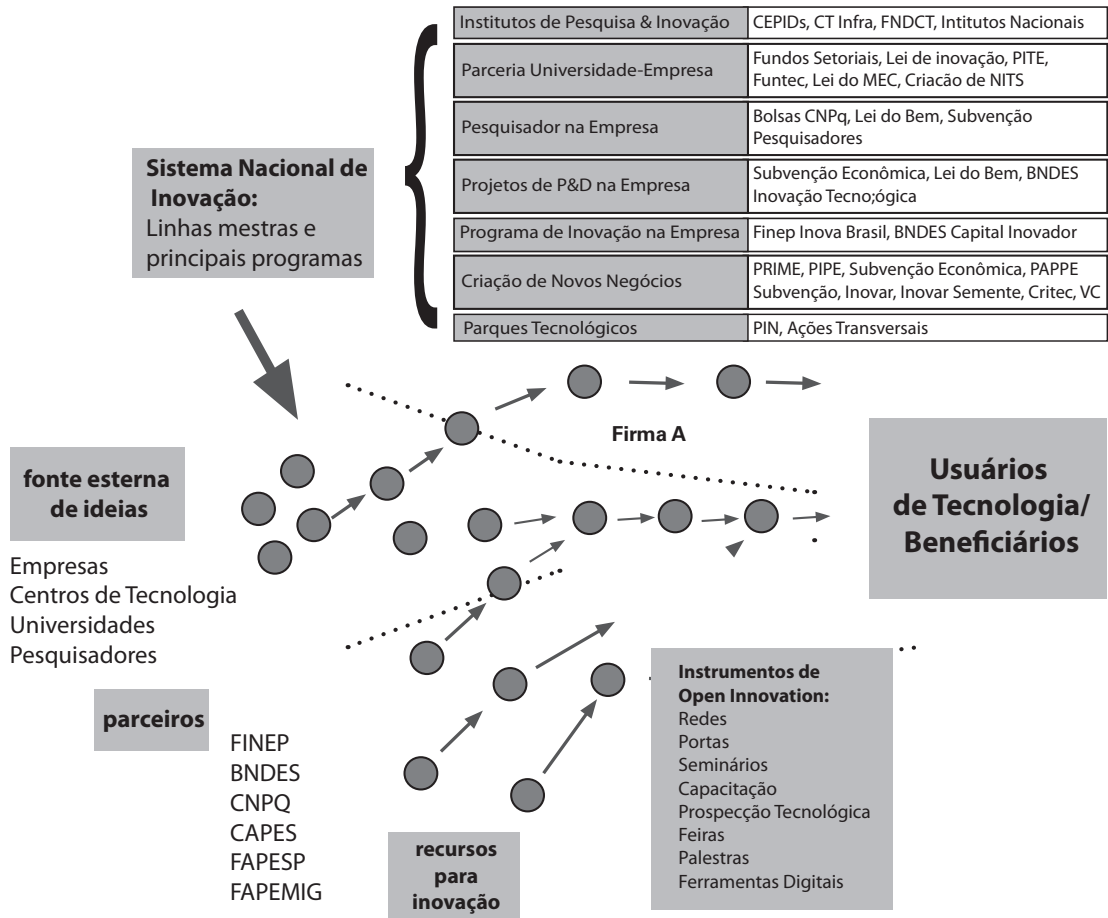 Institutos de Pesquisa & Inovação
CEPIDs, CT Infra, FNDCT, Intitutos Nacionais
Parceria Universidade-Empresa
Fundos Setoriais, Lei de inovação, PITE,
Funtec, Lei do MEC, Criacão de NITS
Pesquisador na Empresa
Bolsas CNPq, Lei do Bem, Subvenção
Pesquisadores
Projetos de P&D na Empresa
Subvenção Econômica, Lei do Bem, BNDES
Inovação Tecno;ógica
Programa de Inovação na Empresa
Finep Inova Brasil, BNDES Capital Inovador
Criação de Novos Negócios
PRIME, PIPE, Subvenção Econômica, PAPPE
Subvenção, Inovar, Inovar Semente, Critec, VC
Parques Tecnológicos
PIN, Ações Transversais
Sistema Nacional de
Inovação:
Linhas mestras e
principais programas
Firma A
fonte esterna
de ideias
Empresas
Centros de Tecnologia
Universidades
Pesquisadores
Usuários
de Tecnologia/
Beneficiários
parceiros
FINEP
BNDES
CNPQ
CAPES
FAPESP
FAPEMIG
recursos
para
inovação
Instrumentos de
Open Innovation:
Redes
Portas
Seminários
Capacitação
Prospecção Tecnológica
Feiras
Palestras
Ferramentas Digitais